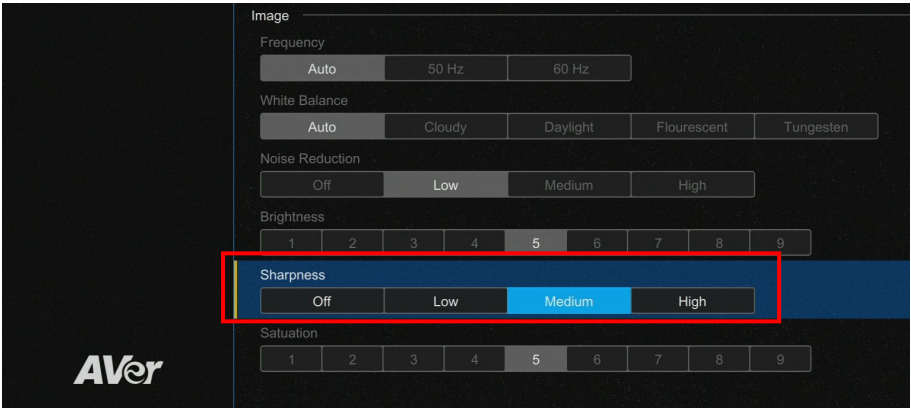 Image
Frequency
Auto 50 Hz 60 Hz
White Balance
Auto Cloudy Daylight Flourescent Tungesten
Noise Reduction
Off Low Medium High
Brightness
1 2 3 4 5 6 7 8 9
Sharpness
Off Low Medium High
Satuation
1 2 3 4 5 6 7 8 9
AVer